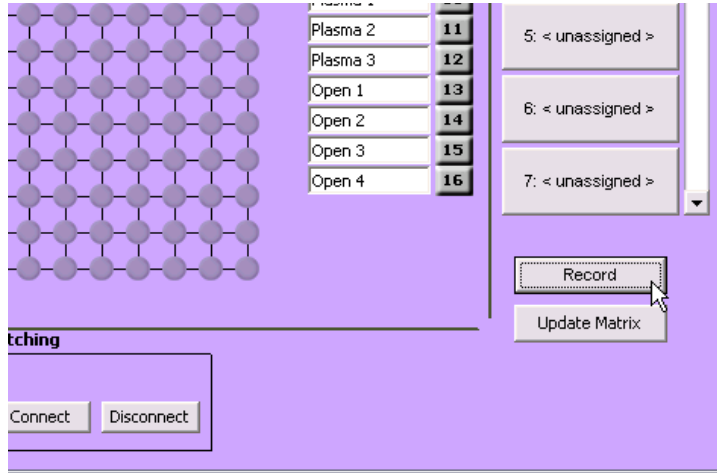 Plasma 2
11
Plasma 3
12
Open 1
13
Open 2
14
Open 3
15
Open 4
16
5: < unassigned >
6: < unassigned >
7: < unassigned >
Record
Update Matrix
tching
Connect
Disconnect